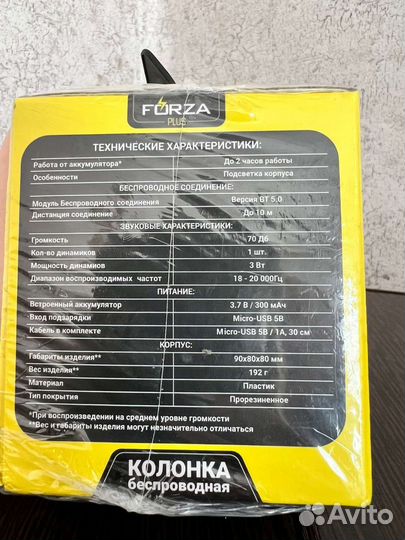 FORZA
PLUS
ТЕХНИЧЕСКИЕ ХАРАКТЕРИСТИКИ:
Работа от аккумулятора* До 2 часов работы
Особенности Подсветка корпуса
БЕСПРОВОДНОЕ СОЕДИНЕНИЕ:
Модуль Беспроводного соединения Версия BT 5.0
Дистанция соединение До 10 м
ЗВУКОВЫЕ ХАРАКТЕРИСТИКИ:
Громкость 70 Дб
Кол-во динамиков 1 шт.
Мощность динамиов 3 Вт
Диапазон воспроизводимых частот 18 - 20 000Гц
ПИТАНИЕ:
Встроенный аккумулятор 3.7 В / 300 мАч
Вход подзарядки Micro-USB 5В
Кабель в комплекте Micro-USB 5В / 1А, 30 см
КОРПУС:
Габариты изделия** 90х80х80 мм
Вес изделия** 192 г
Материал Пластик
Тип покрытия Прорезиненное
*При воспроизведении на среднем уровне громкости
**Вес и габариты изделия могут незначительно отличаться
КОЛОНКА
беспроводная
Avito